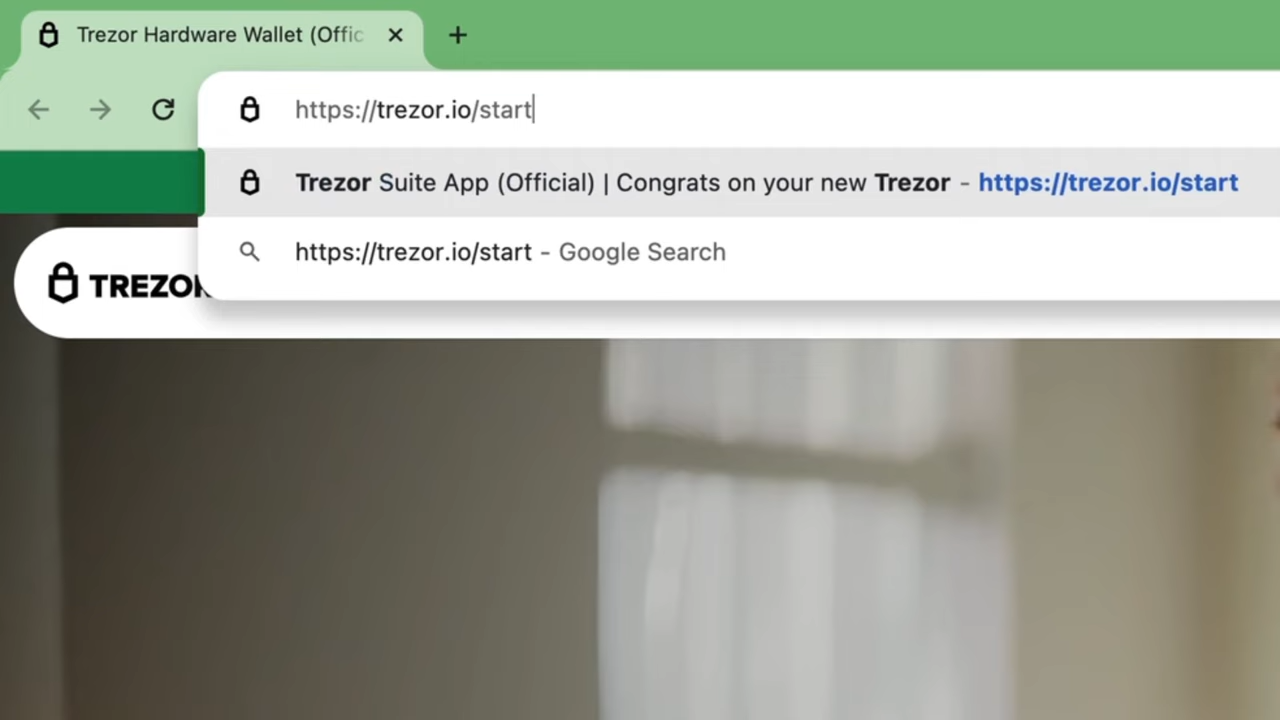 Trezor Hardware Wallet (Offic
https://trezor.io/start
Trezor Suite App (Official) | Congrats on your new Trezor - https://trezor.io/start
https://trezor.io/start - Google Search
TREZOR